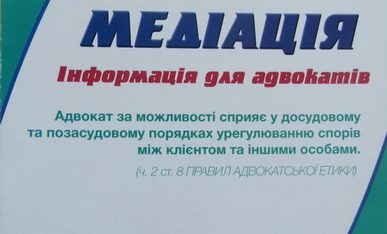 МЕДІАЦІЯ
Інформація для адвокатів
Адвокат за можливості сприяє у досудовому
та позасудовому порядках урегулюванню спорів
між клієнтом та іншими особами.
(ч. 2 ст. 8 ПРАВИЛ АДВОКАТСЬКОЇ ЕТИКИ)